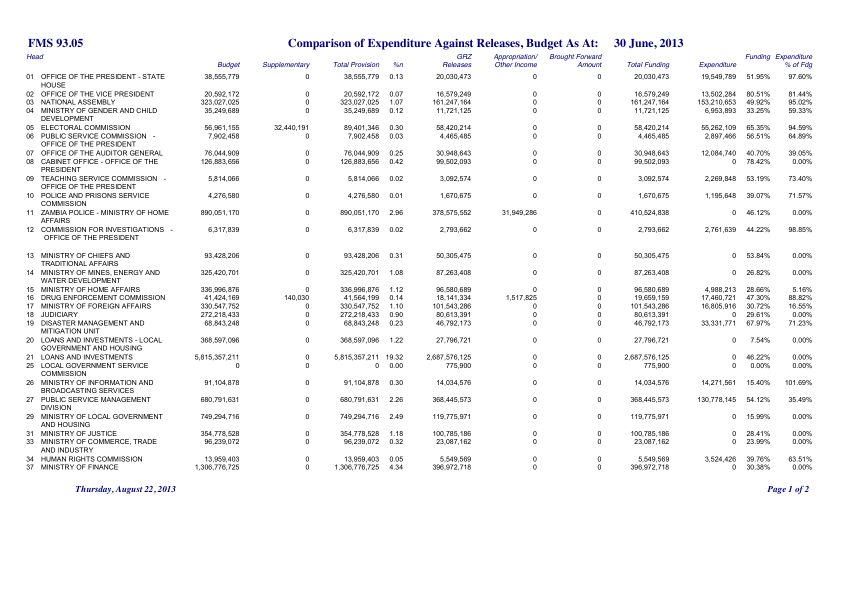 FMS 93.05 Comparison of Expenditure Against Releases, Budget As At: 30 June, 2013
Head GRZ Appropriation/ Brought Forward Funding Expenditure
Budget Supplementary Total Provision %n Releases Other Income Amount Total Funding Expenditure % of Fdg
01 OFFICE OF THE PRESIDENT - STATE 38,555,779 0 38,555,779 0.13 20,030,473 0 0 20,030,473 19,549,789 51.95% 97.60%
HOUSE
02 OFFICE OF THE VICE PRESIDENT 20,592,172 0 20,592,172 0.07 16,579,249 0 0 16,579,249 13,502,284 80.51% 81.44%
03 NATIONAL ASSEMBLY 323,027,025 0 323,027,025 1.07 161,247,164 0 0 161,247,164 153,210,653 49.92% 95.02%
04 MINISTRY OF GENDER AND CHILD 35,249,689 0 35,249,689 0.12 11,721,125 0 0 11,721,125 6,953,893 33.25% 59.33%
DEVELOPMENT
05 ELECTORAL COMMISSION 56,961,155 32,440,191 89,401,346 0.30 58,420,214 0 0 58,420,214 55,262,109 65.35% 94.59%
06 PUBLIC SERVICE COMMISSION - 7,902,458 0 7,902,458 0.03 4,465,485 0 0 4,465,485 2,897,466 56.51% 64.89%
OFFICE OF THE PRESIDENT
07 OFFICE OF THE AUDITOR GENERAL 76,044,909 0 76,044,909 0.25 30,948,643 0 0 30,948,643 12,084,740 40.70% 39.05%
08 CABINET OFFICE - OFFICE OF THE 126,883,656 0 126,883,656 0.42 99,502,093 0 0 99,502,093 0 78.42% 0.00%
PRESIDENT
09 TEACHING SERVICE COMMISSION - 5,814,066 0 5,814,066 0.02 3,092,574 0 0 3,092,574 2,269,848 53.19% 73.40%
OFFICE OF THE PRESIDENT
10 POLICE AND PRISONS SERVICE 4,276,580 0 4,276,580 0.01 1,670,675 0 0 1,670,675 1,195,648 39.07% 71.57%
COMMISSION
11 ZAMBIA POLICE - MINISTRY OF HOME 890,051,170 0 890,051,170 2.96 378,575,552 31,949,286 0 410,524,838 0 46.12% 0.00%
AFFAIRS
12 COMMISSION FOR INVESTIGATIONS - 6,317,839 0 6,317,839 0.02 2,793,662 0 0 2,793,662 2,761,639 44.22% 98.85%
OFFICE OF THE PRESIDENT
13 MINISTRY OF CHIEFS AND 93,428,206 0 93,428,206 0.31 50,305,475 0 0 50,305,475 0 53.84% 0.00%
TRADITIONAL AFFAIRS
14 MINISTRY OF MINES, ENERGY AND 325,420,701 0 325,420,701 1.08 87,263,408 0 0 87,263,408 0 26.82% 0.00%
WATER DEVELOPMENT
15 MINISTRY OF HOME AFFAIRS 336,996,876 0 336,996,876 1.12 96,580,689 0 0 96,580,689 4,988,213 28.66% 5.16%
16 DRUG ENFORCEMENT COMMISSION 41,424,169 140,030 41,564,199 0.14 18,141,334 1,517,825 0 19,659,159 17,460,721 47.30% 88.82%
17 MINISTRY OF FOREIGN AFFAIRS 330,547,752 0 330,547,752 1.10 101,543,286 0 0 101,543,286 16,805,916 30.72% 16.55%
18 JUDICIARY 272,218,433 0 272,218,433 0.90 80,613,391 0 0 80,613,391 0 29.61% 0.00%
19 DISASTER MANAGEMENT AND 68,843,248 0 68,843,248 0.23 46,792,173 0 0 46,792,173 33,331,771 67.97% 71.23%
MITIGATION UNIT
20 LOANS AND INVESTMENTS - LOCAL 368,597,096 0 368,597,096 1.22 27,796,721 0 0 27,796,721 0 7.54% 0.00%
GOVERNMENT AND HOUSING
21 LOANS AND INVESTMENTS 5,815,357,211 0 5,815,357,211 19.32 2,687,576,125 0 0 2,687,576,125 0 46.22% 0.00%
25 LOCAL GOVERNMENT SERVICE 0 0 0 0.00 775,900 0 0 775,900 0 0.00% 0.00%
COMMISSION
26 MINISTRY OF INFORMATION AND 91,104,878 0 91,104,878 0.30 14,034,576 0 0 14,034,576 14,271,561 15.40% 101.69%
BROADCASTING SERVICES
27 PUBLIC SERVICE MANAGEMENT 680,791,631 0 680,791,631 2.26 368,445,573 0 0 368,445,573 130,778,145 54.12% 35.49%
DIVISION
29 MINISTRY OF LOCAL GOVERNMENT 749,294,716 0 749,294,716 2.49 119,775,971 0 0 119,775,971 0 15.99% 0.00%
AND HOUSING
31 MINISTRY OF JUSTICE 354,778,528 0 354,778,528 1.18 100,785,186 0 0 100,785,186 0 28.41% 0.00%
33 MINISTRY OF COMMERCE, TRADE 96,239,072 0 96,239,072 0.32 23,087,162 0 0 23,087,162 0 23.99% 0.00%
AND INDUSTRY
34 HUMAN RIGHTS COMMISSION 13,959,403 0 13,959,403 0.05 5,549,569 0 0 5,549,569 3,524,426 39.76% 63.51%
37 MINISTRY OF FINANCE 1,306,776,725 0 1,306,776,725 4.34 396,972,718 0 0 396,972,718 0 30.38% 0.00%
Thursday, August 22, 2013 Page 1 of 2